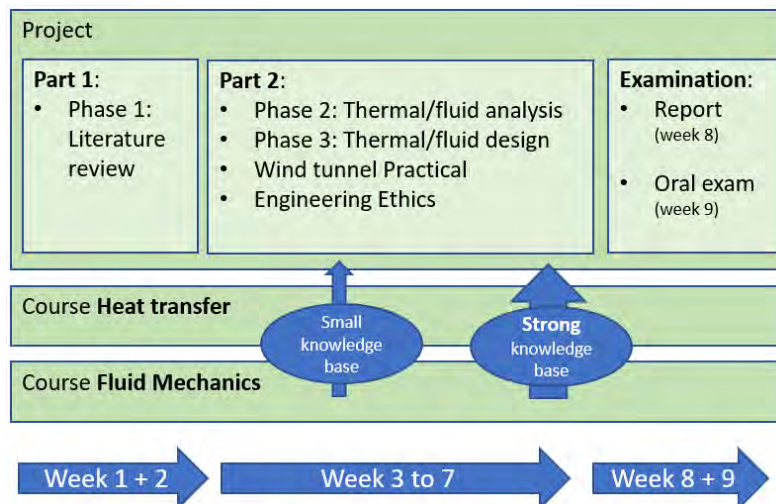 Project
Part 1:
• Phase 1:
Literature
review
Part 2:
• Phase 2: Thermal/fluid analysis
• Phase 3: Thermal/fluid design
• Wind tunnel Practical
• Engineering Ethics
Examination:
• Report
(week 8)
• Oral exam
(week 9)
Course Heat transfer
Small
knowledge
base
Strong
knowledge
base
Course Fluid Mechanics
Week 1 + 2
Week 3 to 7
Week 8 + 9